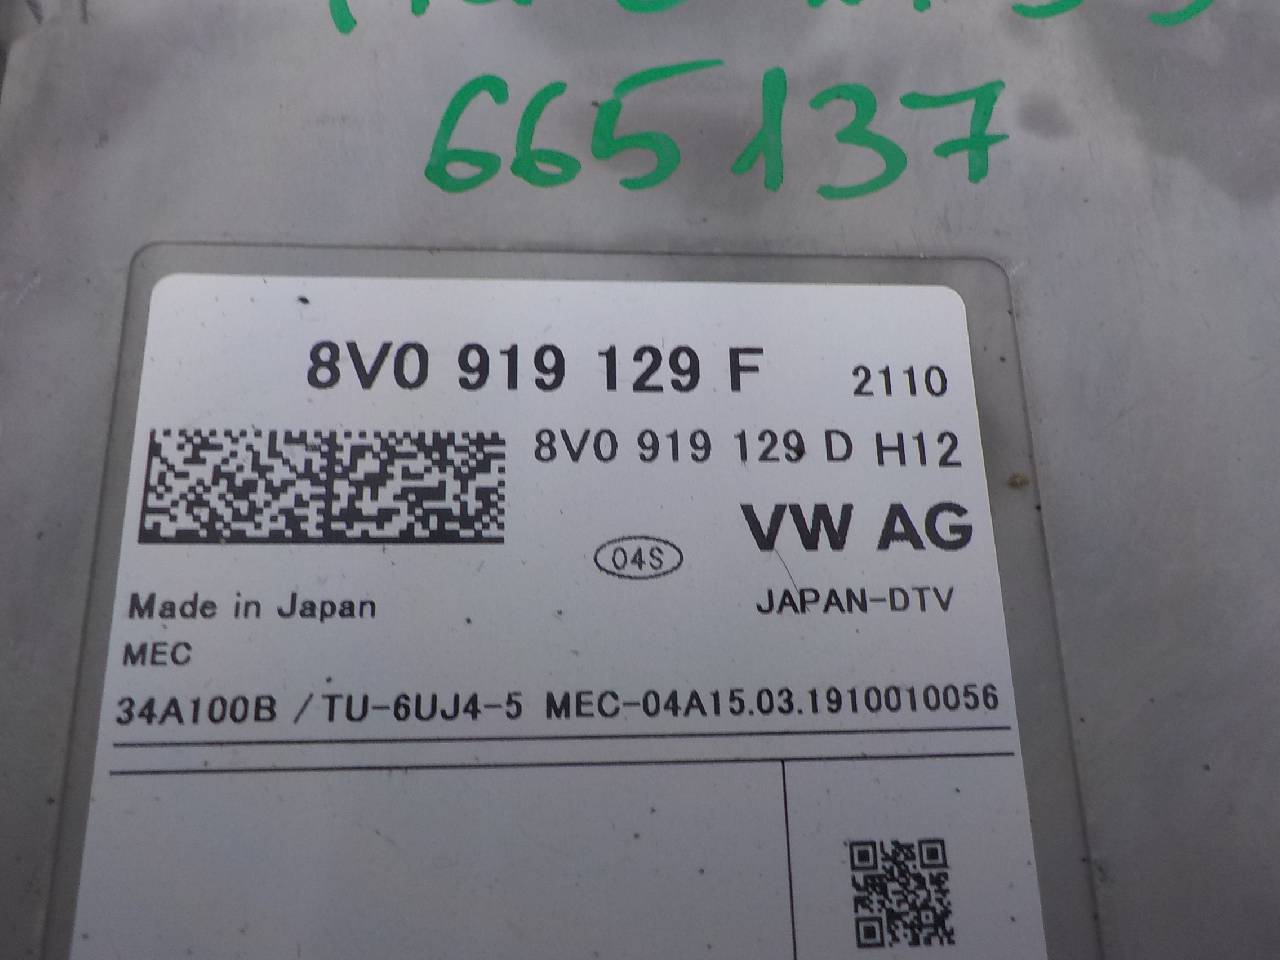 665137
8V0 919 129 F 2110
8V0 919 129 D H12
VW AG
04S
JAPAN-DTV
Made in Japan
MEC
34A100B / TU-6UJ4-5 MEC-04A15.03.1910010056